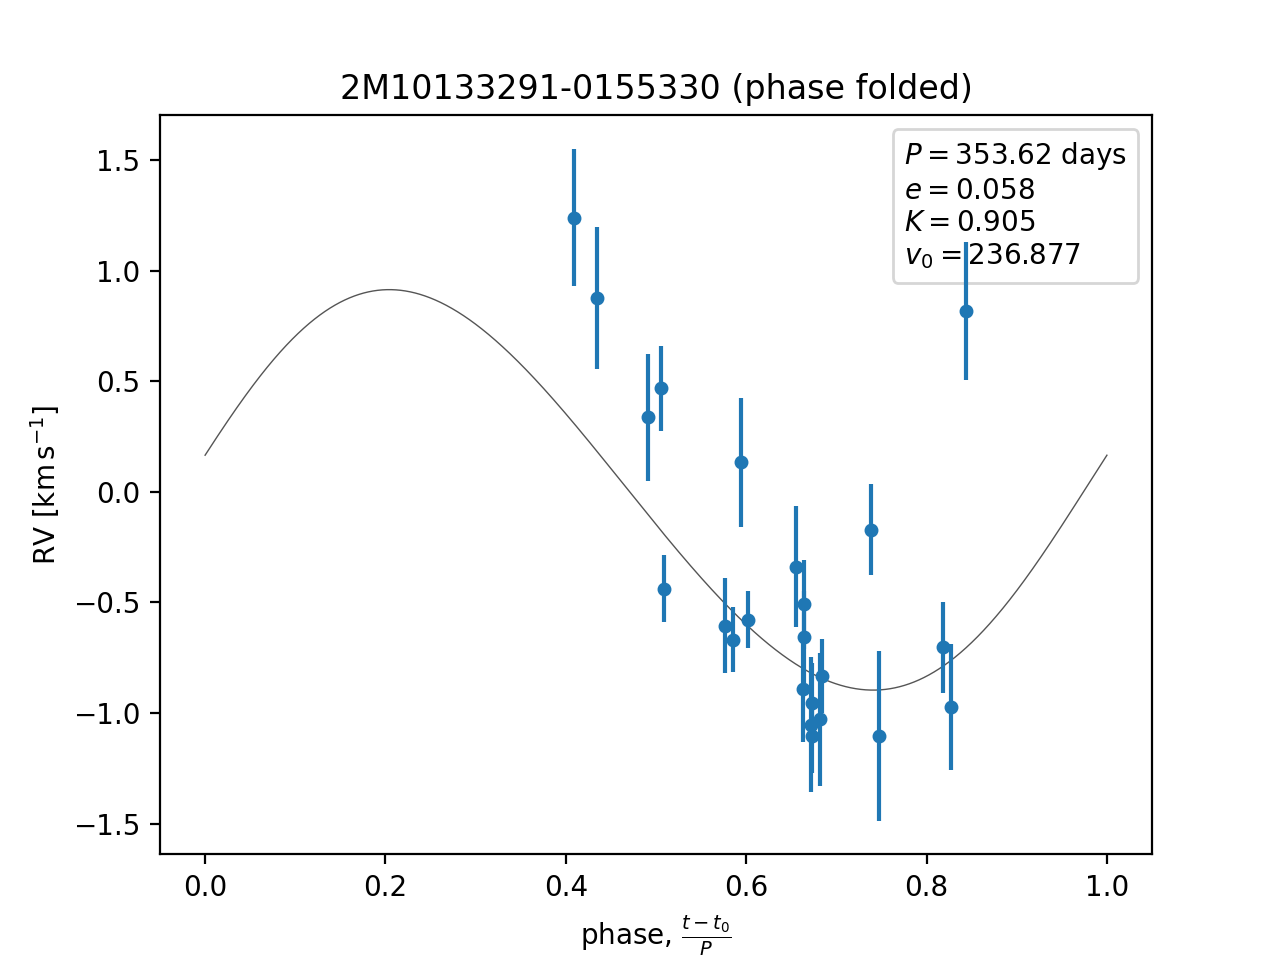 2M10133291-0155330 (phase folded)
P = 353.62 days
e = 0.058
K = 0.905
v₀ = 236.877
RV [km s⁻¹]
1.5
1.0
0.5
0.0
−0.5
−1.0
−1.5
0.0 0.2 0.4 0.6 0.8 1.0
phase, (t − t₀)/P